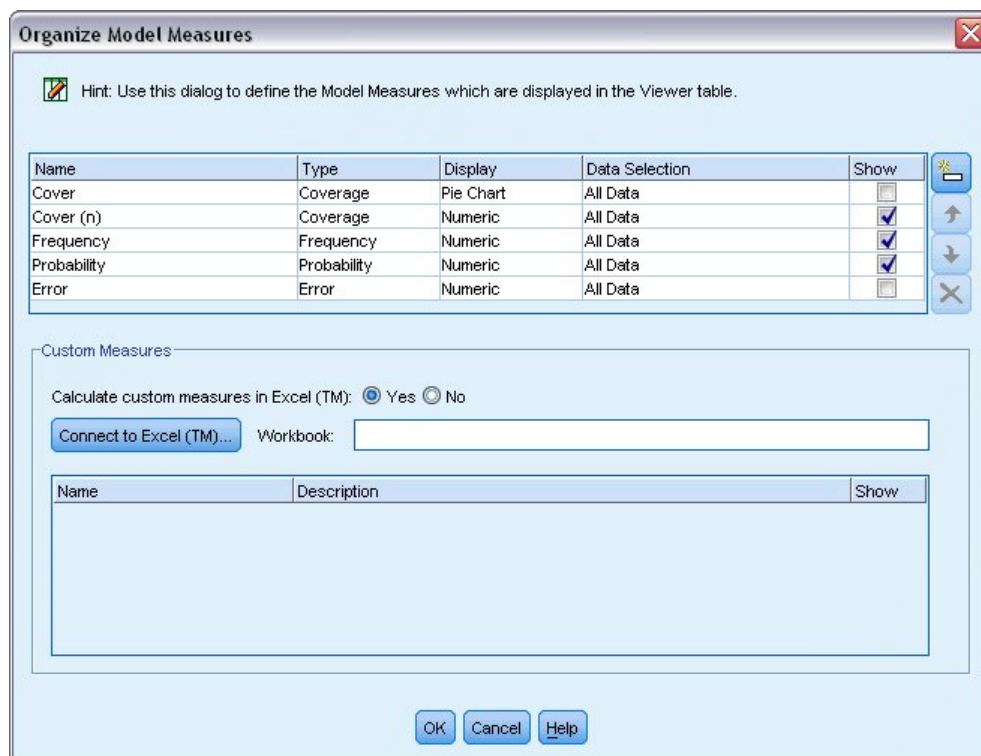 Organize Model Measures
Hint: Use this dialog to define the Model Measures which are displayed in the Viewer table.
Name Type Display Data Selection Show
Cover Coverage Pie Chart All Data
Cover (n) Coverage Numeric All Data
Frequency Frequency Numeric All Data
Probability Probability Numeric All Data
Error Error Numeric All Data
Custom Measures
Calculate custom measures in Excel (TM): Yes No
Connect to Excel (TM)... Workbook:
Name Description Show
OK Cancel Help